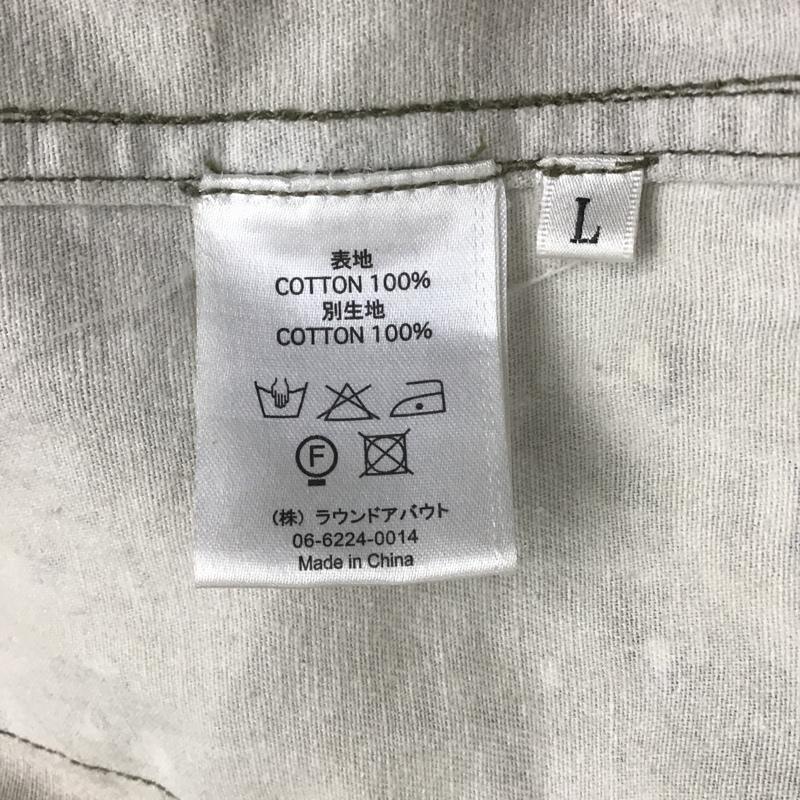 表地
COTTON 100%
別生地
COTTON 100%
F
(株) ラウンドアバウト
06-6224-0014
Made in China
L